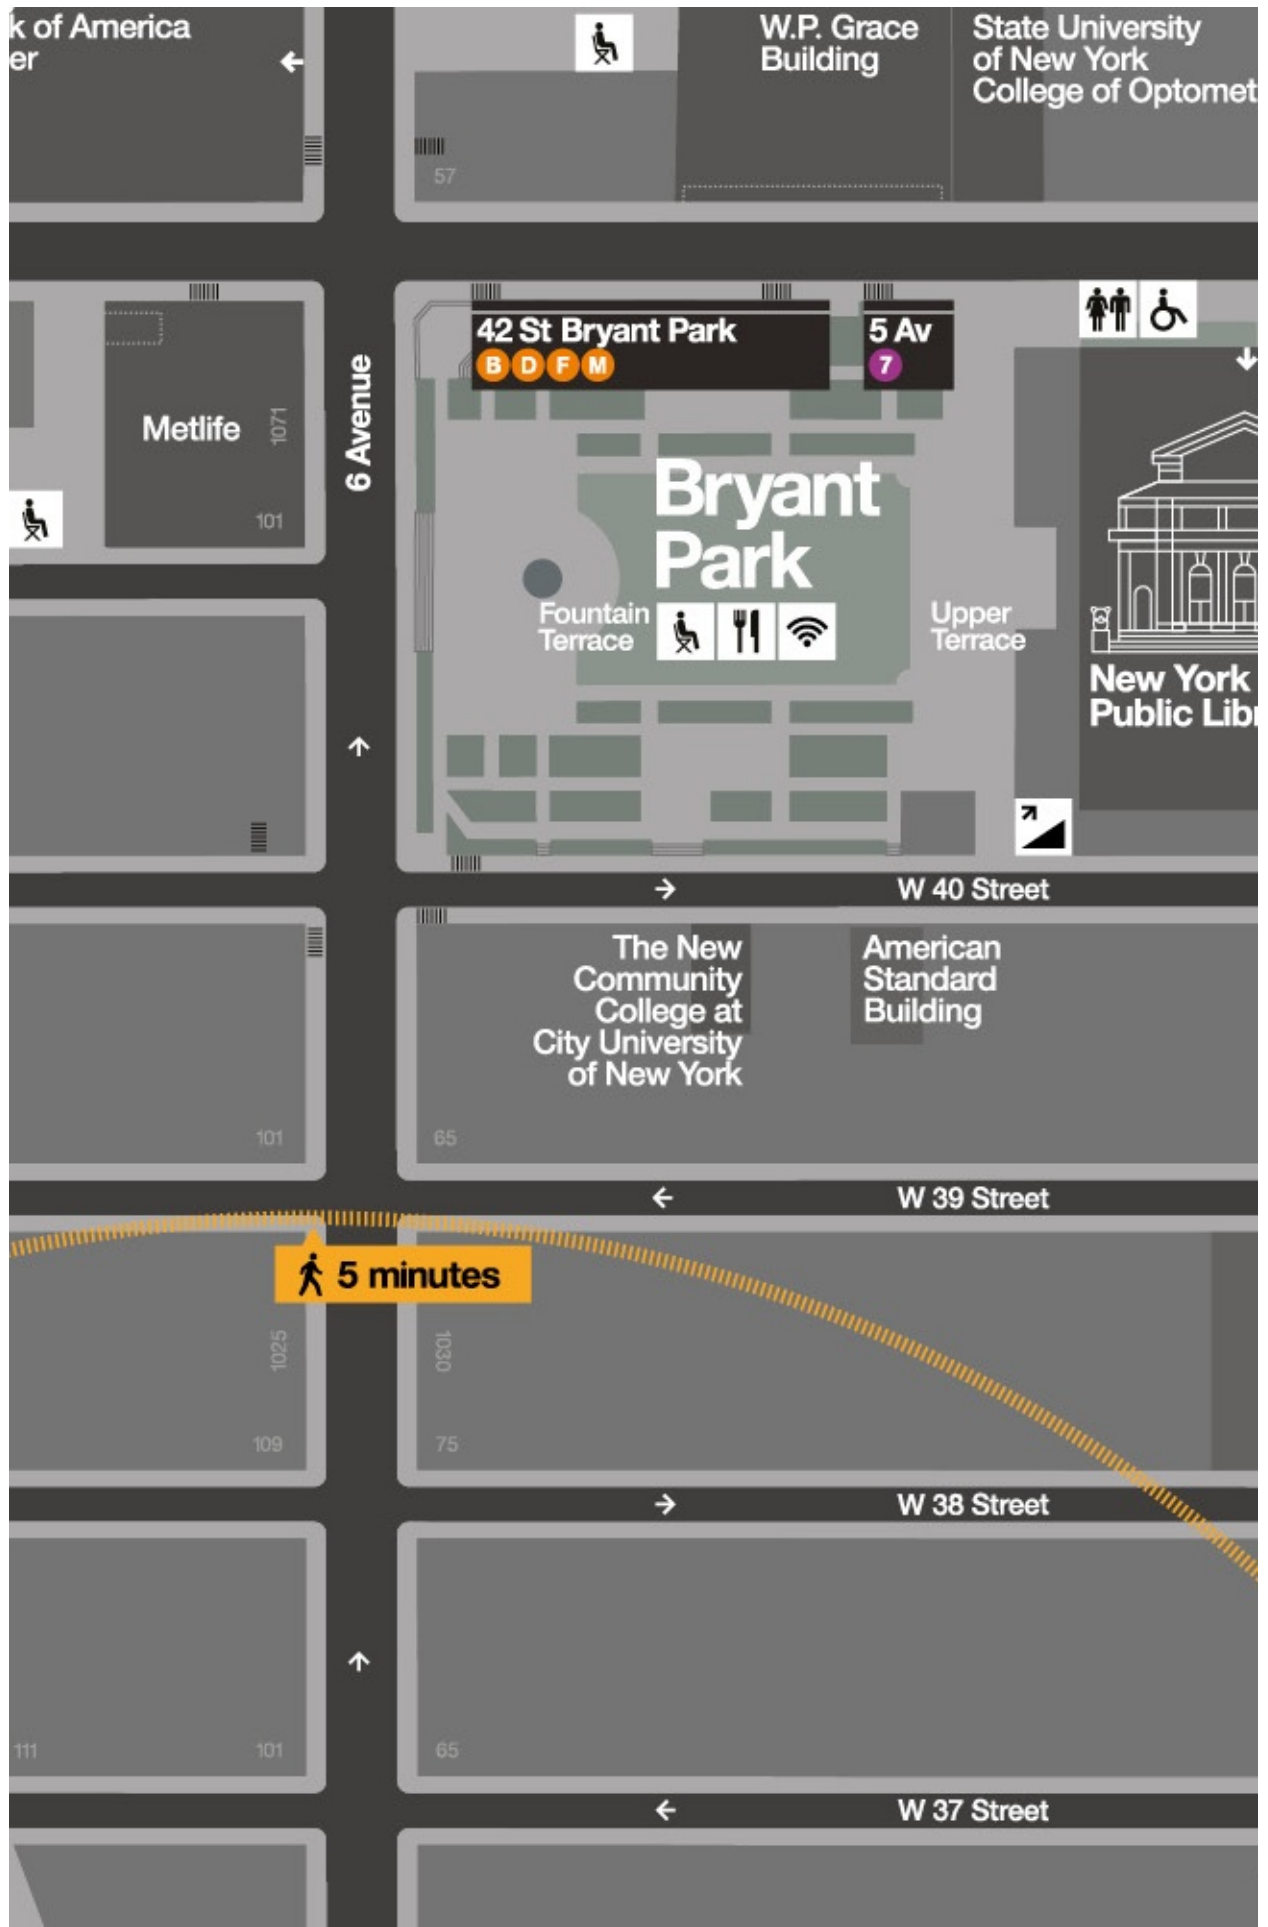 k of America
er
W.P. Grace
Building
State University
of New York
College of Optomet
57
42 St Bryant Park
B D F M
5 Av
7
6 Avenue
Metlife
1071
101
Bryant
Park
Fountain
Terrace
Upper
Terrace
New York
Public Libr
W 40 Street
The New
Community
College at
City University
of New York
American
Standard
Building
101
65
W 39 Street
5 minutes
1025
1030
109
75
W 38 Street
111
101
65
W 37 Street